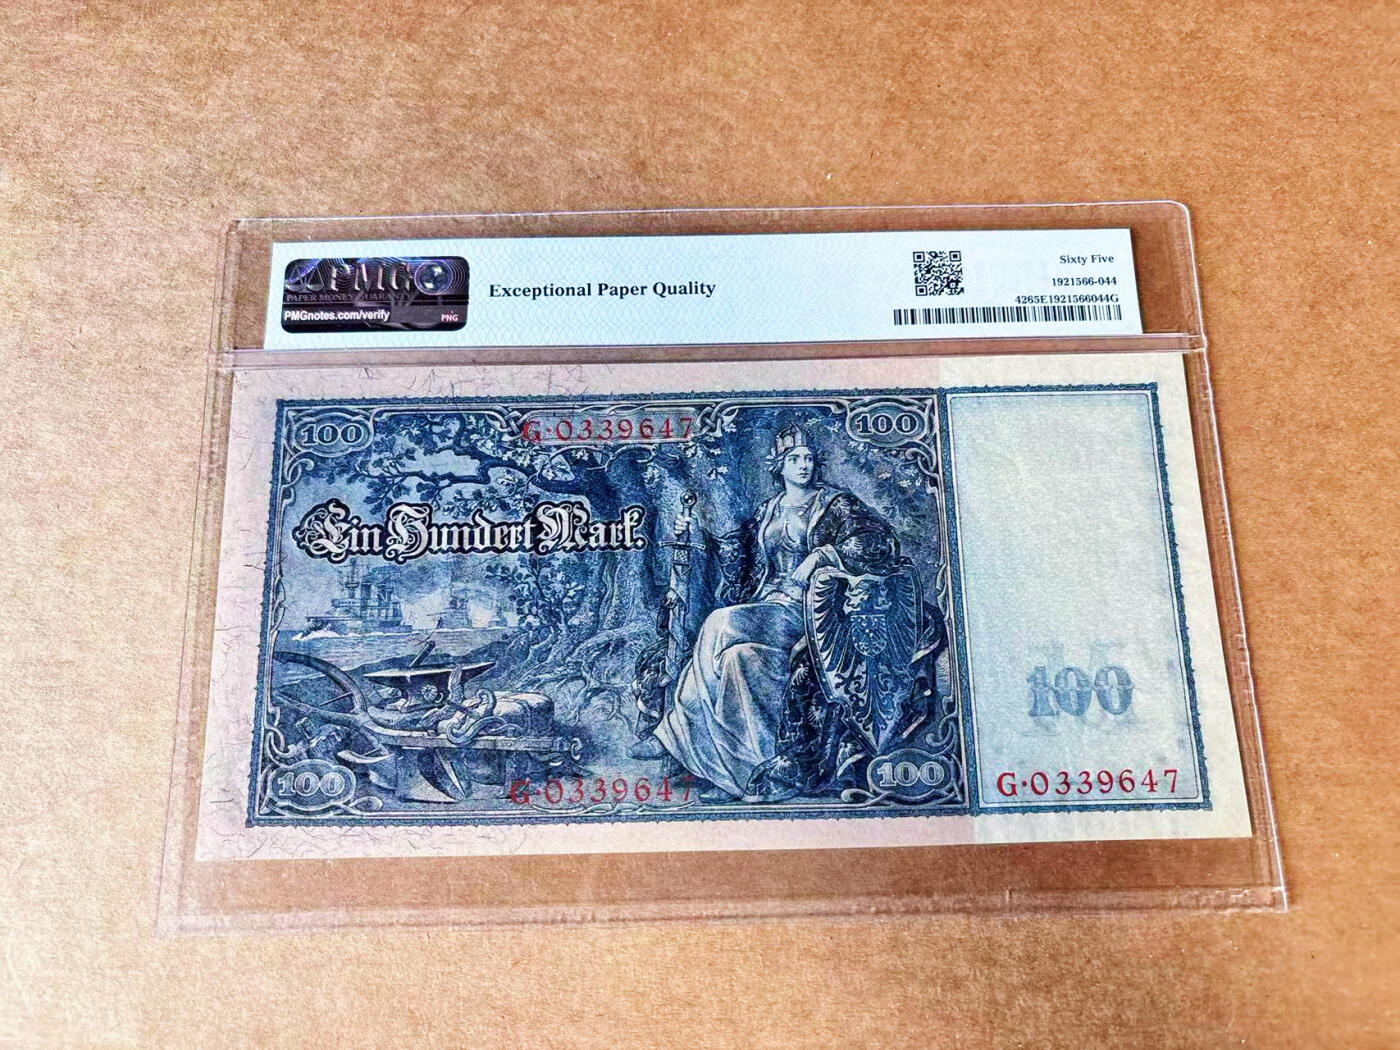 PMG
PAPER MONEY GUARANTY
PMGnotes.com/verify
PNG
Exceptional Paper Quality
Sixty Five
1921566-044
4265E1921566044G
100
G·0339647
100
Ein Hundert Mark.
100
100
G·0339647
100
G·0339647
100